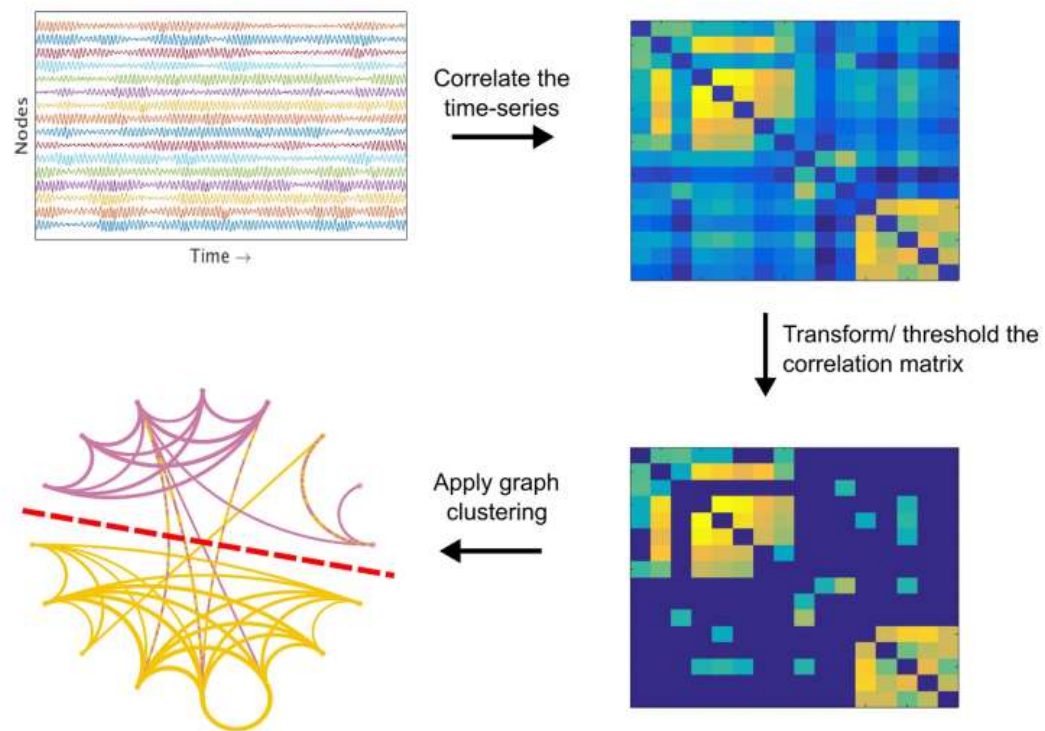 Nodes
Time →
Correlate the
time-series
Transform/ threshold the
correlation matrix
Apply graph
clustering